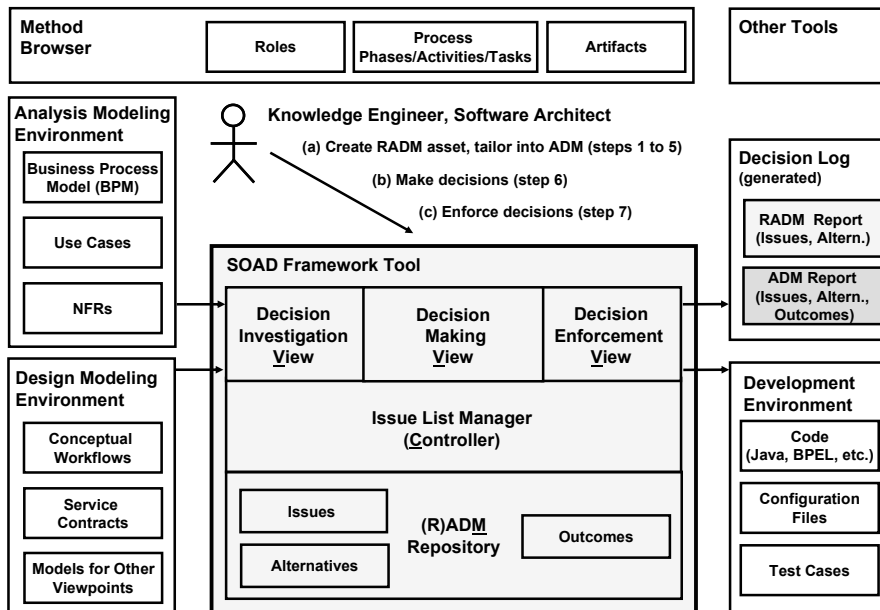 Method
Browser
Roles
Process
Phases/Activities/Tasks
Artifacts
Other Tools
Analysis Modeling
Environment
Business Process
Model (BPM)
Use Cases
NFRs
Knowledge Engineer, Software Architect
(a) Create RADM asset, tailor into ADM (steps 1 to 5)
(b) Make decisions (step 6)
(c) Enforce decisions (step 7)
Decision Log
(generated)
RADM Report
(Issues, Altern.)
ADM Report
(Issues, Altern.,
Outcomes)
SOAD Framework Tool
Decision
Investigation
View
Decision
Making
View
Decision
Enforcement
View
Issue List Manager
(Controller)
Issues
Alternatives
(R)ADM
Repository
Outcomes
Design Modeling
Environment
Conceptual
Workflows
Service
Contracts
Models for Other
Viewpoints
Development
Environment
Code
(Java, BPEL, etc.)
Configuration
Files
Test Cases